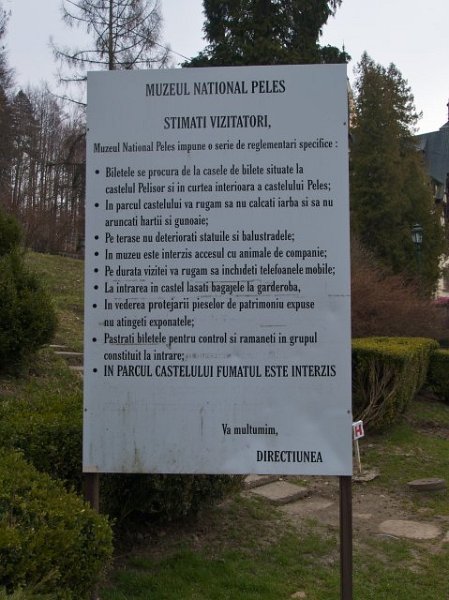 MUZEUL NATIONAL PELES
STIMATI VIZITATORI,
Muzeul National Peles impune o serie de reglementari specifice :
• Biletele se procura de la casele de bilete situate la
castelul Pelisor si in curtea interioara a castelului Peles;
• In parcul castelului va rugam sa nu calcati iarba si sa nu
aruncati hartii si gunoaie;
• Pe terase nu deteriorati statuile si balustradele;
• In muzeu este interzis accesul cu animale de companie;
• Pe durata vizitei va rugam sa inchideti telefoanele mobile;
• La intrarea in castel lasati bagajele la garderoba,
• In vederea protejarii pieselor de patrimoniu expuse
nu atingeti exponatele;
• Pastrati biletele pentru control si ramaneti in grupul
constituit la intrare;
• IN PARCUL CASTELULUI FUMATUL ESTE INTERZIS
Va multumim,
DIRECTIUNEA
H